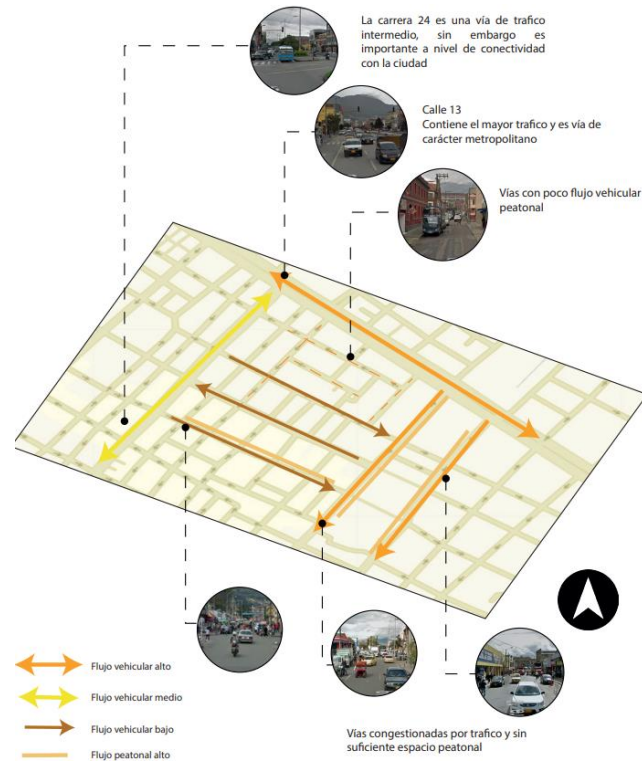 La carrera 24 es una vía de trafico
intermedio, sin embargo es
importante a nivel de conectividad
con la ciudad
Calle 13
Contiene el mayor trafico y es vía de
carácter metropolitano
Vías con poco flujo vehicular
peatonal
Flujo vehicular alto
Flujo vehicular medio
Flujo vehicular bajo
Flujo peatonal alto
Vías congestionadas por trafico y sin
suficiente espacio peatonal